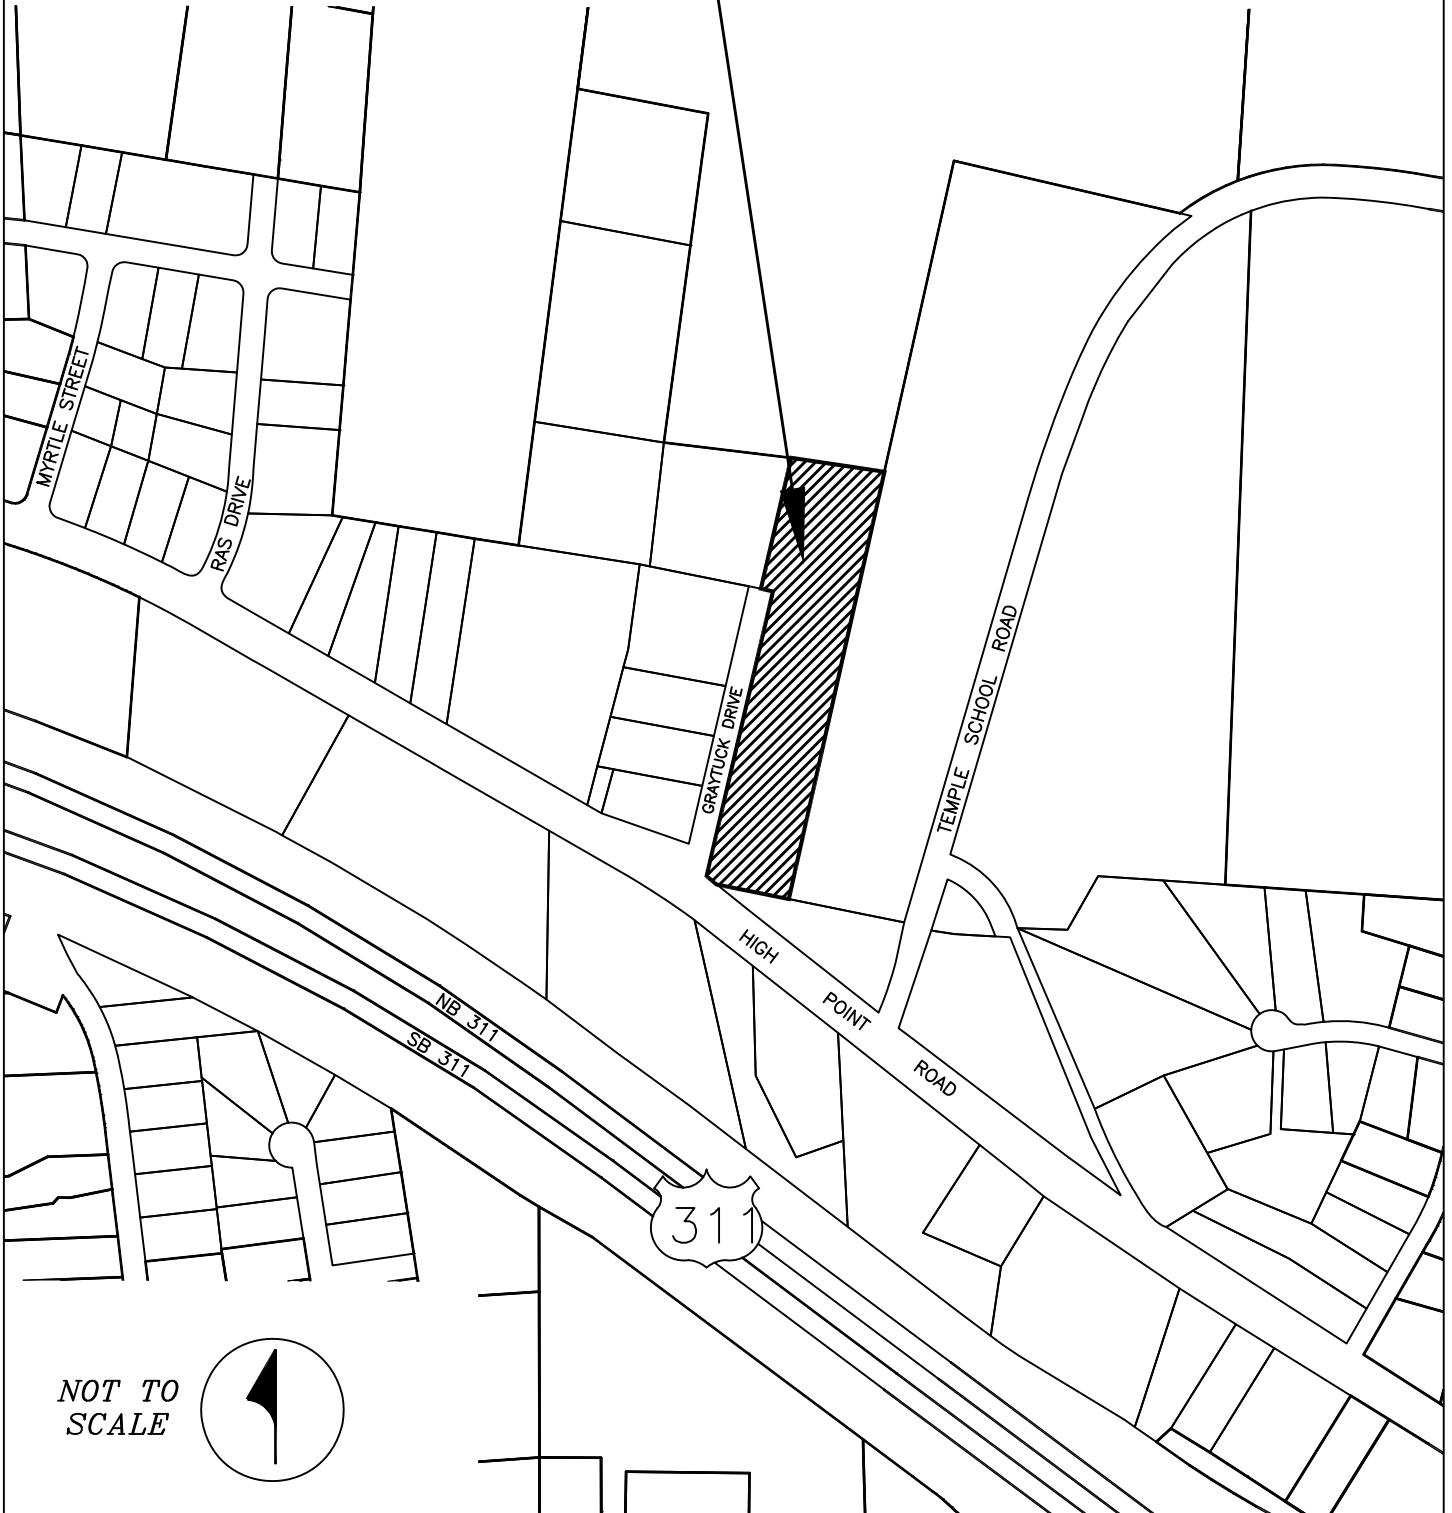 MYRTLE STREET
RAS DRIVE
TEMPLE SCHOOL ROAD
GRAYTUCK DRIVE
HIGH POINT ROAD
NB 311
SB 311
311
NOT TO
SCALE